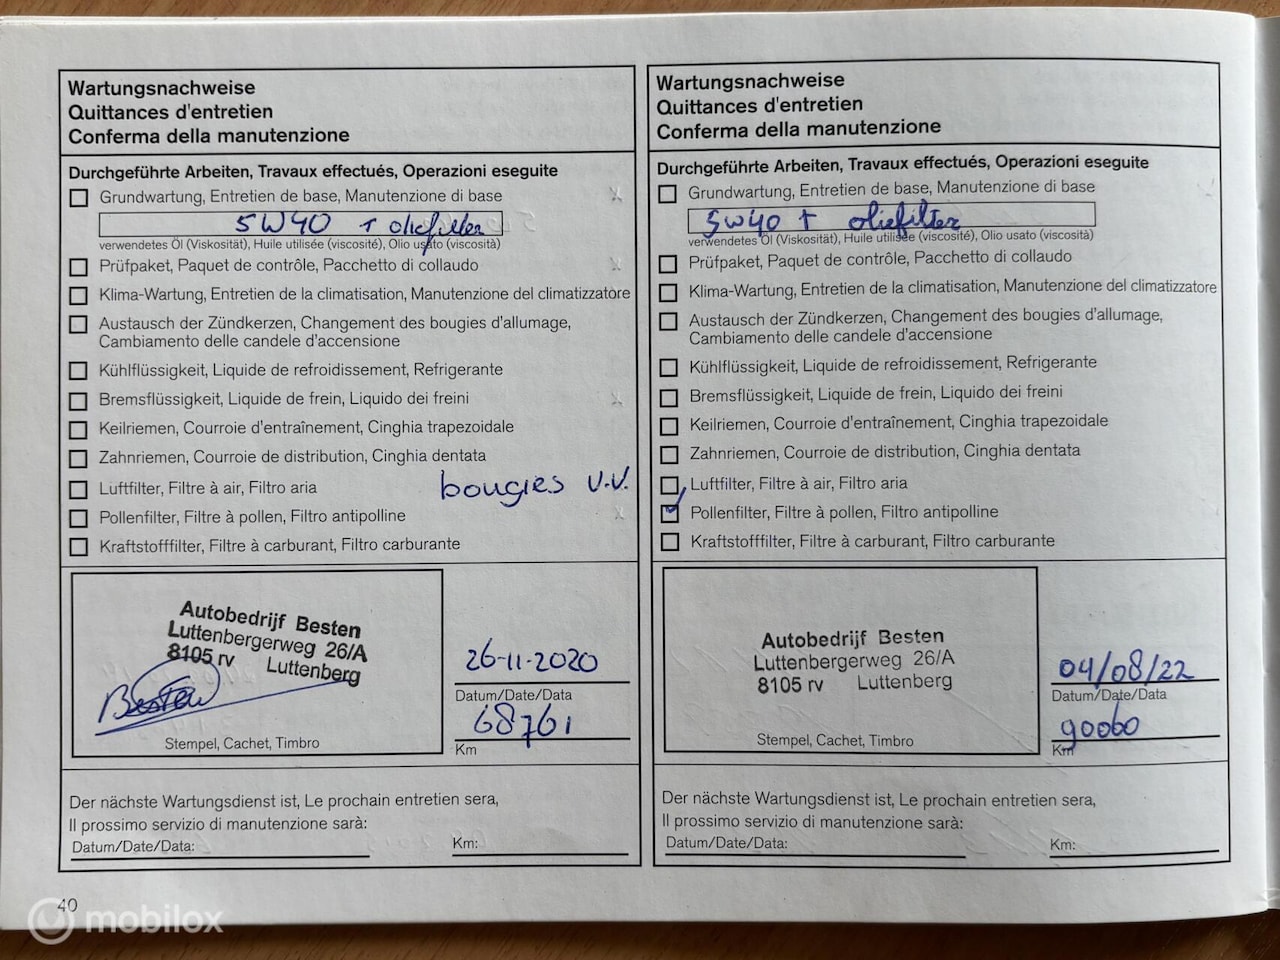 Wartungsnachweise
Quittances d'entretien
Conferma della manutenzione
Durchgeführte Arbeiten, Travaux effectués, Operazioni eseguite
Grundwartung, Entretien de base, Manutenzione di base
5W40 + oliefilter
verwendetes Öl (Viskosität), Huile utilisée (viscosité), Olio usato (viscosità)
Prüfpaket, Paquet de contrôle, Pacchetto di collaudo
Klima-Wartung, Entretien de la climatisation, Manutenzione del climatizzatore
Austausch der Zündkerzen, Changement des bougies d'allumage,
Cambiamento delle candele d'accensione
Kühlflüssigkeit, Liquide de refroidissement, Refrigerante
Bremsflüssigkeit, Liquide de frein, Liquido dei freini
Keilriemen, Courroie d'entraînement, Cinghia trapezoidale
Zahnriemen, Courroie de distribution, Cinghia dentata
Luftfilter, Filtre à air, Filtro aria
bougies v.v.
Pollenfilter, Filtre à pollen, Filtro antipolline
Kraftstofffilter, Filtre à carburant, Filtro carburante
Autobedrijf Besten
Luttenbergerweg 26/A
8105 rv Luttenberg
Besten
Stempel, Cachet, Timbro
26-11-2020
Datum/Date/Data
68761
Km
Der nächste Wartungsdienst ist, Le prochain entretien sera,
Il prossimo servizio di manutenzione sarà:
Datum/Date/Data:
Km:
40
Wartungsnachweise
Quittances d'entretien
Conferma della manutenzione
Durchgeführte Arbeiten, Travaux effectués, Operazioni eseguite
Grundwartung, Entretien de base, Manutenzione di base
5W40 + oliefilter
verwendetes Öl (Viskosität), Huile utilisée (viscosité), Olio usato (viscosità)
Prüfpaket, Paquet de contrôle, Pacchetto di collaudo
Klima-Wartung, Entretien de la climatisation, Manutenzione del climatizzatore
Austausch der Zündkerzen, Changement des bougies d'allumage,
Cambiamento delle candele d'accensione
Kühlflüssigkeit, Liquide de refroidissement, Refrigerante
Bremsflüssigkeit, Liquide de frein, Liquido dei freini
Keilriemen, Courroie d'entraînement, Cinghia trapezoidale
Zahnriemen, Courroie de distribution, Cinghia dentata
Luftfilter, Filtre à air, Filtro aria
Pollenfilter, Filtre à pollen, Filtro antipolline
Kraftstofffilter, Filtre à carburant, Filtro carburante
Autobedrijf Besten
Luttenbergerweg 26/A
8105 rv Luttenberg
Stempel, Cachet, Timbro
04/08/22
Datum/Date/Data
90060
Km
Der nächste Wartungsdienst ist, Le prochain entretien sera,
Il prossimo servizio di manutenzione sarà:
Datum/Date/Data:
Km:
mobilox